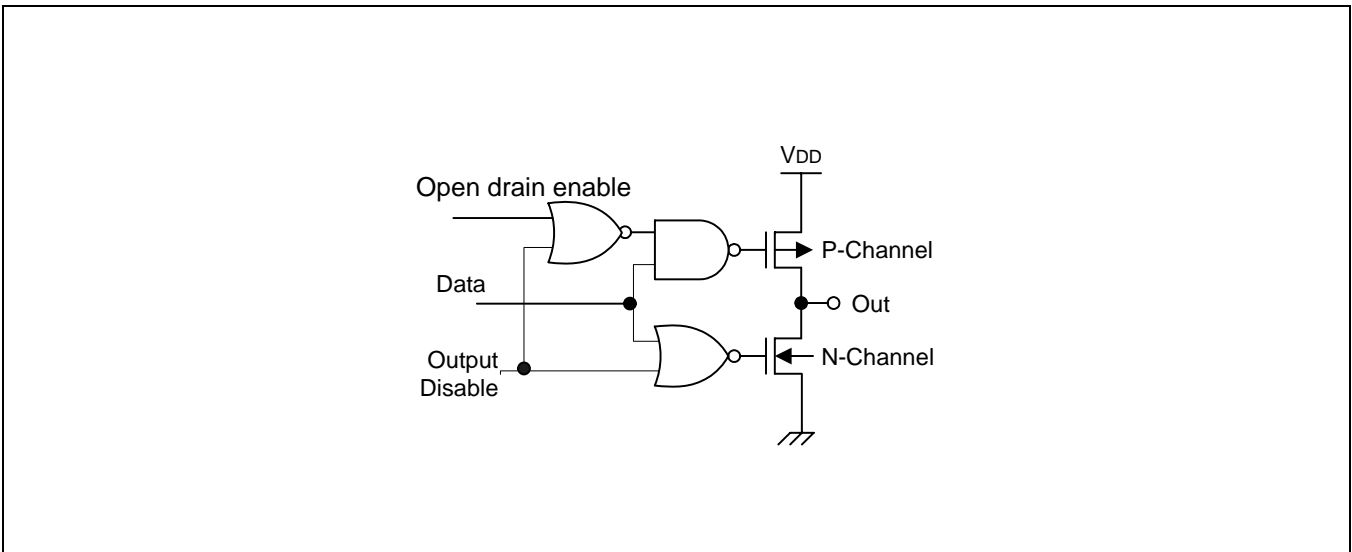 VDD
Open drain enable
P-Channel
Data
Out
Output
Disable
N-Channel